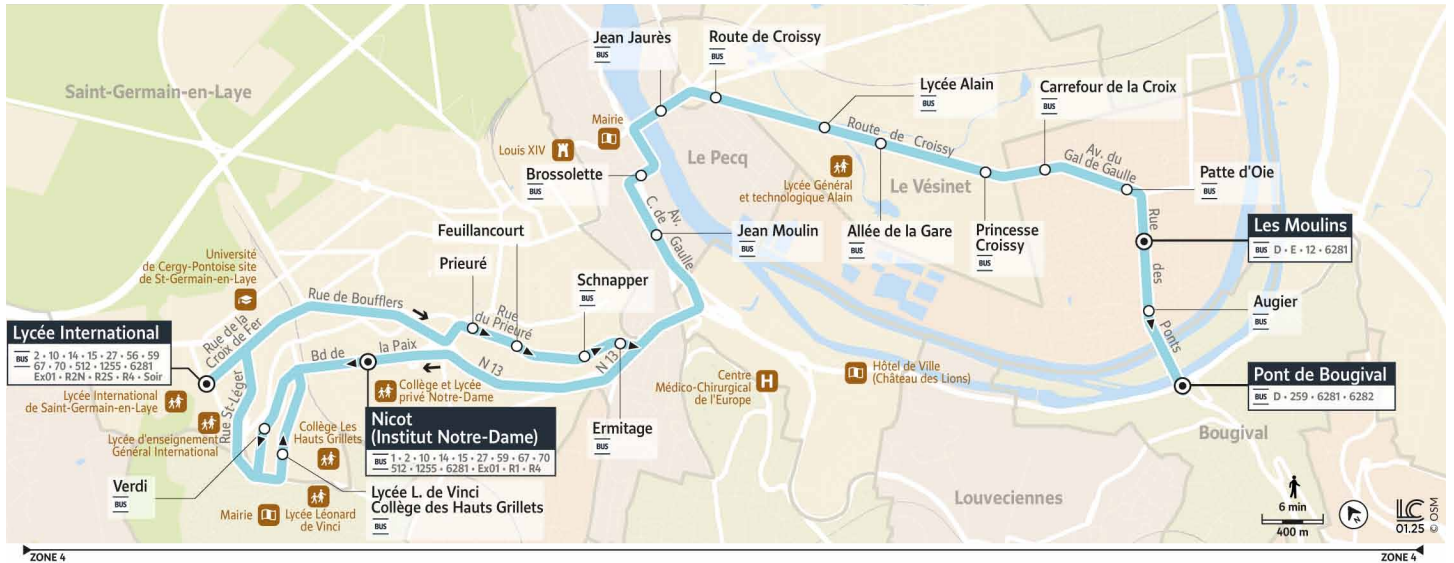 Saint-Germain-en-Laye
Jean Jaurès
BUS
Route de Croissy
BUS
Lycée Alain
BUS
Carrefour de la Croix
BUS
Mairie
Louis XIV
Brossolette
BUS
Le Pecq
Route de Croissy
Lycée Général
et technologique Alain
Le Vésinet
Av. du
Gal de Gaulle
Patte d'Oie
BUS
Av.
C. de Gaulle
Jean Moulin
BUS
Allée de la Gare
BUS
Princesse
Croissy
BUS
Rue des Ponts
Les Moulins
BUS D • E • 12 • 6281
Feuillancourt
Prieuré
Université
de Cergy-Pontoise site
de St-Germain-en-Laye
Schnapper
BUS
Augier
BUS
Rue de Boufflers
Rue
du Prieuré
Rue de la
Croix de Fer
Lycée International
BUS 2 • 10 • 14 • 15 • 27 • 56 • 59
67 • 70 • 512 • 1255 • 6281
Ex01 • R2N • R2S • R4 • Soir
Bd de la Paix
N 13
N 13
Centre
Médico-Chirurgical
de l'Europe
H
Hôtel de Ville
(Château des Lions)
Pont de Bougival
BUS D • 259 • 6281 • 6282
Lycée International
de Saint-Germain-en-Laye
Rue St-Léger
Collège et Lycée
privé Notre-Dame
Nicot
(Institut Notre-Dame)
BUS 1 • 2 • 10 • 14 • 15 • 27 • 59 • 67 • 70
512 • 1255 • 6281 • Ex01 • R1 • R4
Lycée d'enseignement
Général International
Collège Les
Hauts Grillets
Ermitage
BUS
Bougival
Verdi
BUS
Mairie
Lycée Léonard
de Vinci
Lycée L. de Vinci
Collège des Hauts Grillets
BUS
Louveciennes
6 min
400 m
N
LC
01.25
© OSM
ZONE 4
ZONE 4